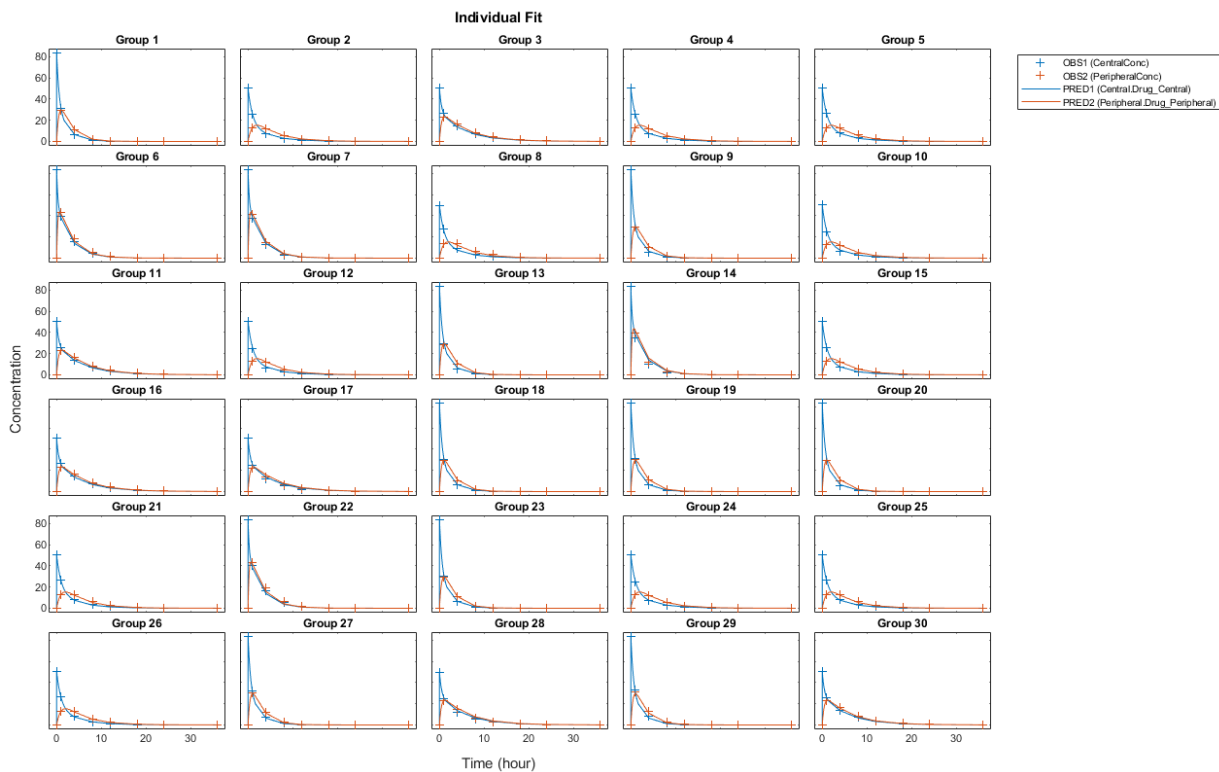 Individual Fit
Group 1 Group 2 Group 3 Group 4 Group 5
80
60
40
20
0
OBS1 (CentralConc)
OBS2 (PeripheralConc)
PRED1 (Central.Drug_Central)
PRED2 (Peripheral.Drug_Peripheral)
Group 6 Group 7 Group 8 Group 9 Group 10
Group 11 Group 12 Group 13 Group 14 Group 15
80
60
40
20
0
Concentration
Group 16 Group 17 Group 18 Group 19 Group 20
Group 21 Group 22 Group 23 Group 24 Group 25
80
60
40
20
0
Group 26 Group 27 Group 28 Group 29 Group 30
0 10 20 30 0 10 20 30 0 10 20 30
Time (hour)